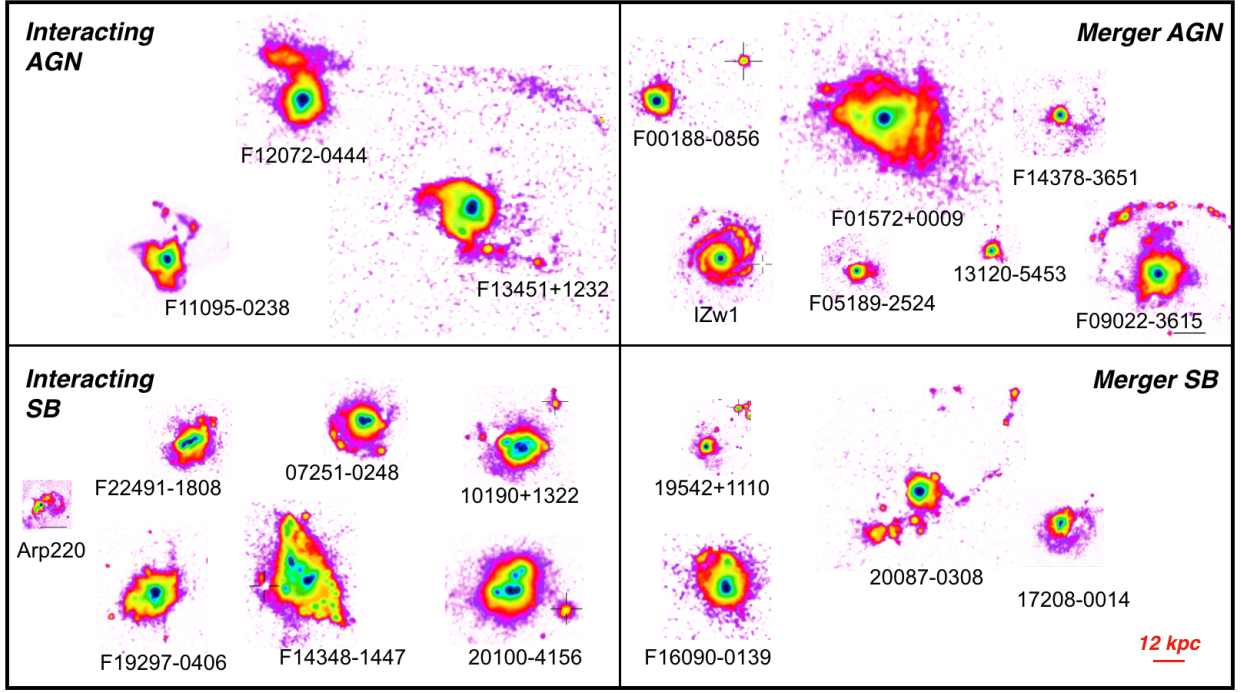 Interacting
AGN
F12072-0444
F11095-0238
F13451+1232
Merger AGN
F00188-0856
F01572+0009
F14378-3651
IZw1
F05189-2524
13120-5453
F09022-3615
Interacting
SB
F22491-1808
07251-0248
10190+1322
Arp220
F19297-0406
F14348-1447
20100-4156
Merger SB
19542+1110
20087-0308
17208-0014
F16090-0139
12 kpc